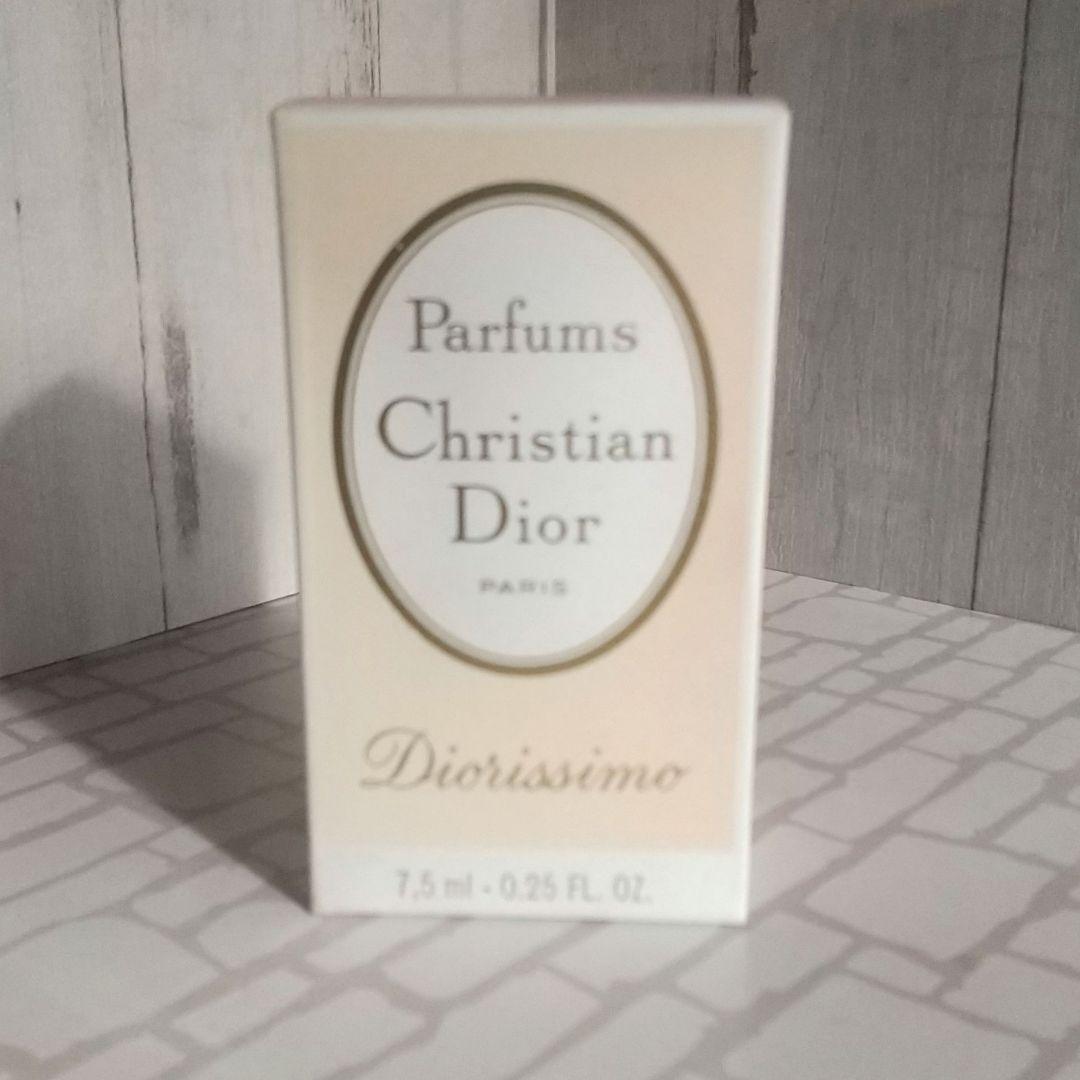 Parfums
Christian
Dior
PARIS
Diorissimo
7,5 ml - 0.25 FL. OZ.